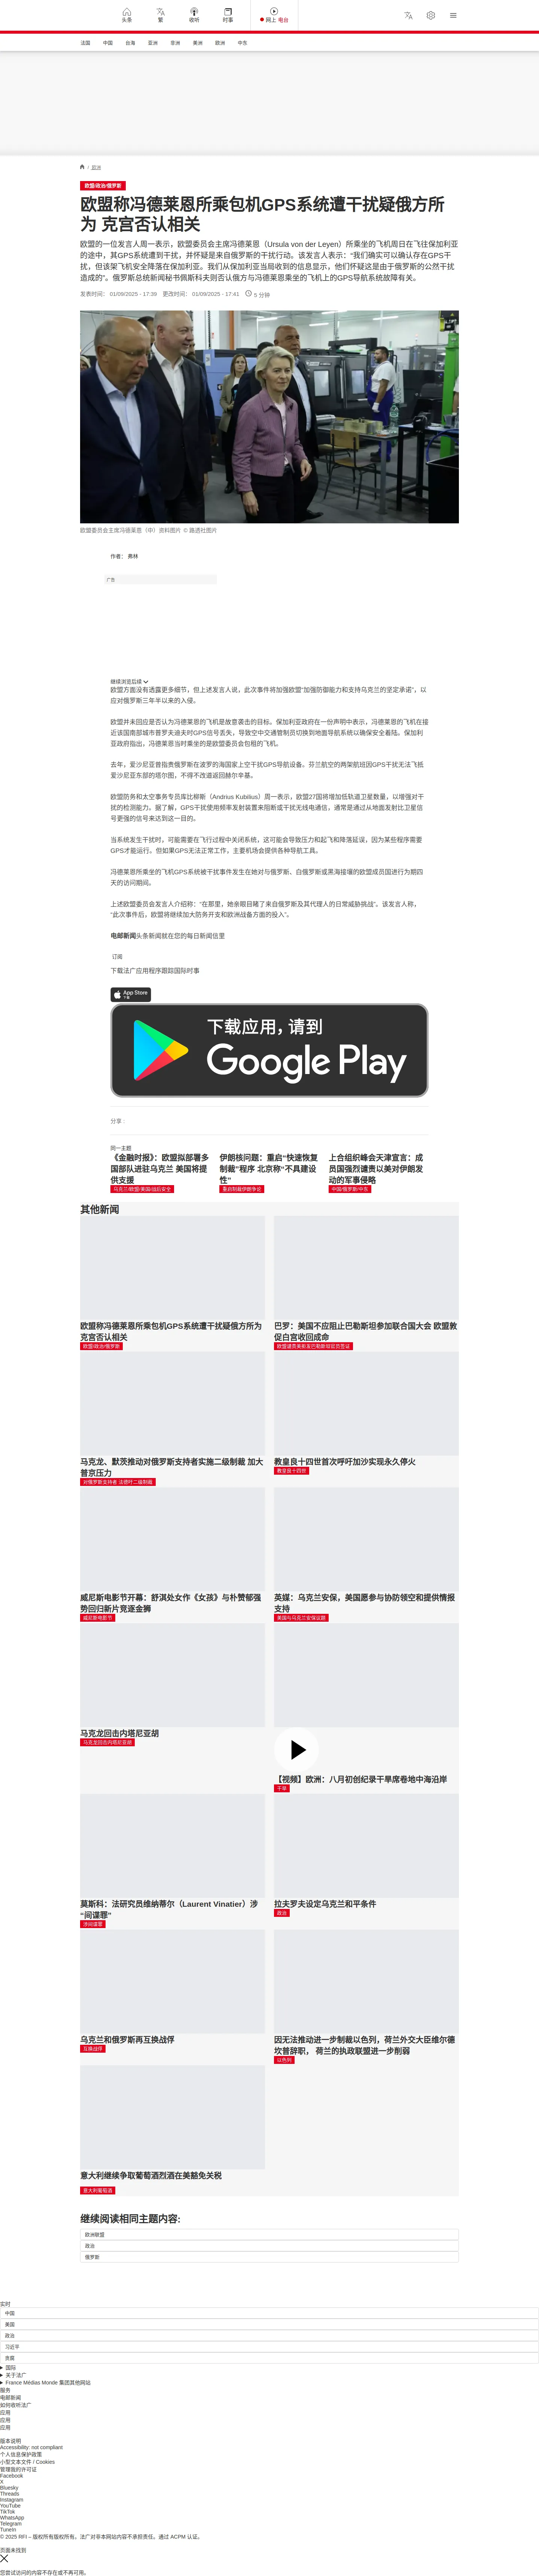 头条
繁
收听
时事
网上 电台
法国
中国
台海
亚洲
非洲
美洲
欧洲
中东
/ 欧洲
欧盟/政治/俄罗斯
欧盟称冯德莱恩所乘包机GPS系统遭干扰疑俄方所
为 克宫否认相关
欧盟的一位发言人周一表示，欧盟委员会主席冯德莱恩（Ursula von der Leyen）所乘坐的飞机周日在飞往保加利亚
的途中，其GPS系统遭到干扰，并怀疑是来自俄罗斯的干扰行动。该发言人表示：“我们确实可以确认存在GPS干
扰，但该架飞机安全降落在保加利亚。我们从保加利亚当局收到的信息显示，他们怀疑这是由于俄罗斯的公然干扰
造成的”。俄罗斯总统新闻秘书佩斯科夫则否认俄方与冯德莱恩乘坐的飞机上的GPS导航系统故障有关。
发表时间： 01/09/2025 - 17:39 更改时间： 01/09/2025 - 17:41 5 分钟
欧盟委员会主席冯德莱恩（中）资料图片 © 路透社图片
作者： 弗林
广告
继续浏览后续
欧盟方面没有透露更多细节，但上述发言人说，此次事件将加强欧盟“加强防御能力和支持乌克兰的坚定承诺”，以
应对俄罗斯三年半以来的入侵。
欧盟并未回应是否认为冯德莱恩的飞机是故意袭击的目标。保加利亚政府在一份声明中表示，冯德莱恩的飞机在接
近该国南部城市普罗夫迪夫时GPS信号丢失，导致空中交通管制员切换到地面导航系统以确保安全着陆。保加利
亚政府指出，冯德莱恩当时乘坐的是欧盟委员会包租的飞机。
去年，爱沙尼亚曾指责俄罗斯在波罗的海国家上空干扰GPS导航设备。芬兰航空的两架航班因GPS干扰无法飞抵
爱沙尼亚东部的塔尔图，不得不改道返回赫尔辛基。
欧盟防务和太空事务专员库比柳斯（Andrius Kubilius）周一表示，欧盟27国将增加低轨道卫星数量，以增强对干
扰的检测能力。据了解，GPS干扰使用频率发射装置来阻断或干扰无线电通信，通常是通过从地面发射比卫星信
号更强的信号来达到这一目的。
当系统发生干扰时，可能需要在飞行过程中关闭系统，这可能会导致压力和起飞和降落延误，因为某些程序需要
GPS才能运行。但如果GPS无法正常工作，主要机场会提供各种导航工具。
冯德莱恩所乘坐的飞机GPS系统被干扰事件发生在她对与俄罗斯、白俄罗斯或黑海接壤的欧盟成员国进行为期四
天的访问期间。
上述欧盟委员会发言人介绍称：“在那里，她亲眼目睹了来自俄罗斯及其代理人的日常威胁挑战”。该发言人称，
“此次事件后，欧盟将继续加大防务开支和欧洲战备方面的投入”。
电邮新闻头条新闻就在您的每日新闻信里
订阅
下载法广应用程序跟踪国际时事
App Store
下载
下载应用，请到
Google Play
分享 :
同一主题
《金融时报》：欧盟拟部署多
国部队进驻乌克兰 美国将提
供支援
乌克兰/欧盟/美国/战后安全
伊朗核问题：重启“快速恢复
制裁”程序 北京称“不具建设
性”
重启制裁伊朗争论
上合组织峰会天津宣言：成
员国强烈谴责以美对伊朗发
动的军事侵略
中国/俄罗斯/中东
其他新闻
欧盟称冯德莱恩所乘包机GPS系统遭干扰疑俄方所为
克宫否认相关
欧盟/政治/俄罗斯
巴罗：美国不应阻止巴勒斯坦参加联合国大会 欧盟敦
促白宫收回成命
欧盟谴责美拒发巴勒斯坦官员签证
马克龙、默茨推动对俄罗斯支持者实施二级制裁 加大
普京压力
对俄罗斯支持者 法德吁二级制裁
教皇良十四世首次呼吁加沙实现永久停火
教皇良十四世
威尼斯电影节开幕：舒淇处女作《女孩》与朴赞郁强
势回归新片竞逐金狮
威尼斯电影节
英媒：乌克兰安保，美国愿参与协防领空和提供情报
支持
美国与乌克兰安保议题
马克龙回击内塔尼亚胡
马克龙回击内塔尼亚胡
【视频】欧洲：八月初创纪录干旱席卷地中海沿岸
干旱
莫斯科：法研究员维纳蒂尔（Laurent Vinatier）涉
“间谍罪”
涉间谍罪
拉夫罗夫设定乌克兰和平条件
政治
乌克兰和俄罗斯再互换战俘
互换战俘
因无法推动进一步制裁以色列，荷兰外交大臣维尔德
坎普辞职， 荷兰的执政联盟进一步削弱
以色列
意大利继续争取葡萄酒烈酒在美豁免关税
意大利葡萄酒
继续阅读相同主题内容:
欧洲联盟
政治
俄罗斯
实时
中国
美国
政治
习近平
贪腐
国际
关于法广
France Médias Monde 集团其他网站
服务
电邮新闻
如何收听法广
应用
应用
应用
版本说明
Accessibility: not compliant
个人信息保护政策
小型文本文件 / Cookies
管理我的许可证
Facebook
X
Bluesky
Threads
Instagram
YouTube
TikTok
WhatsApp
Telegram
TuneIn
© 2025 RFI – 版权所有版权所有。法广对非本网站内容不承担责任。通过 ACPM 认证。
页面未找到
您尝试访问的内容不存在或不再可用。